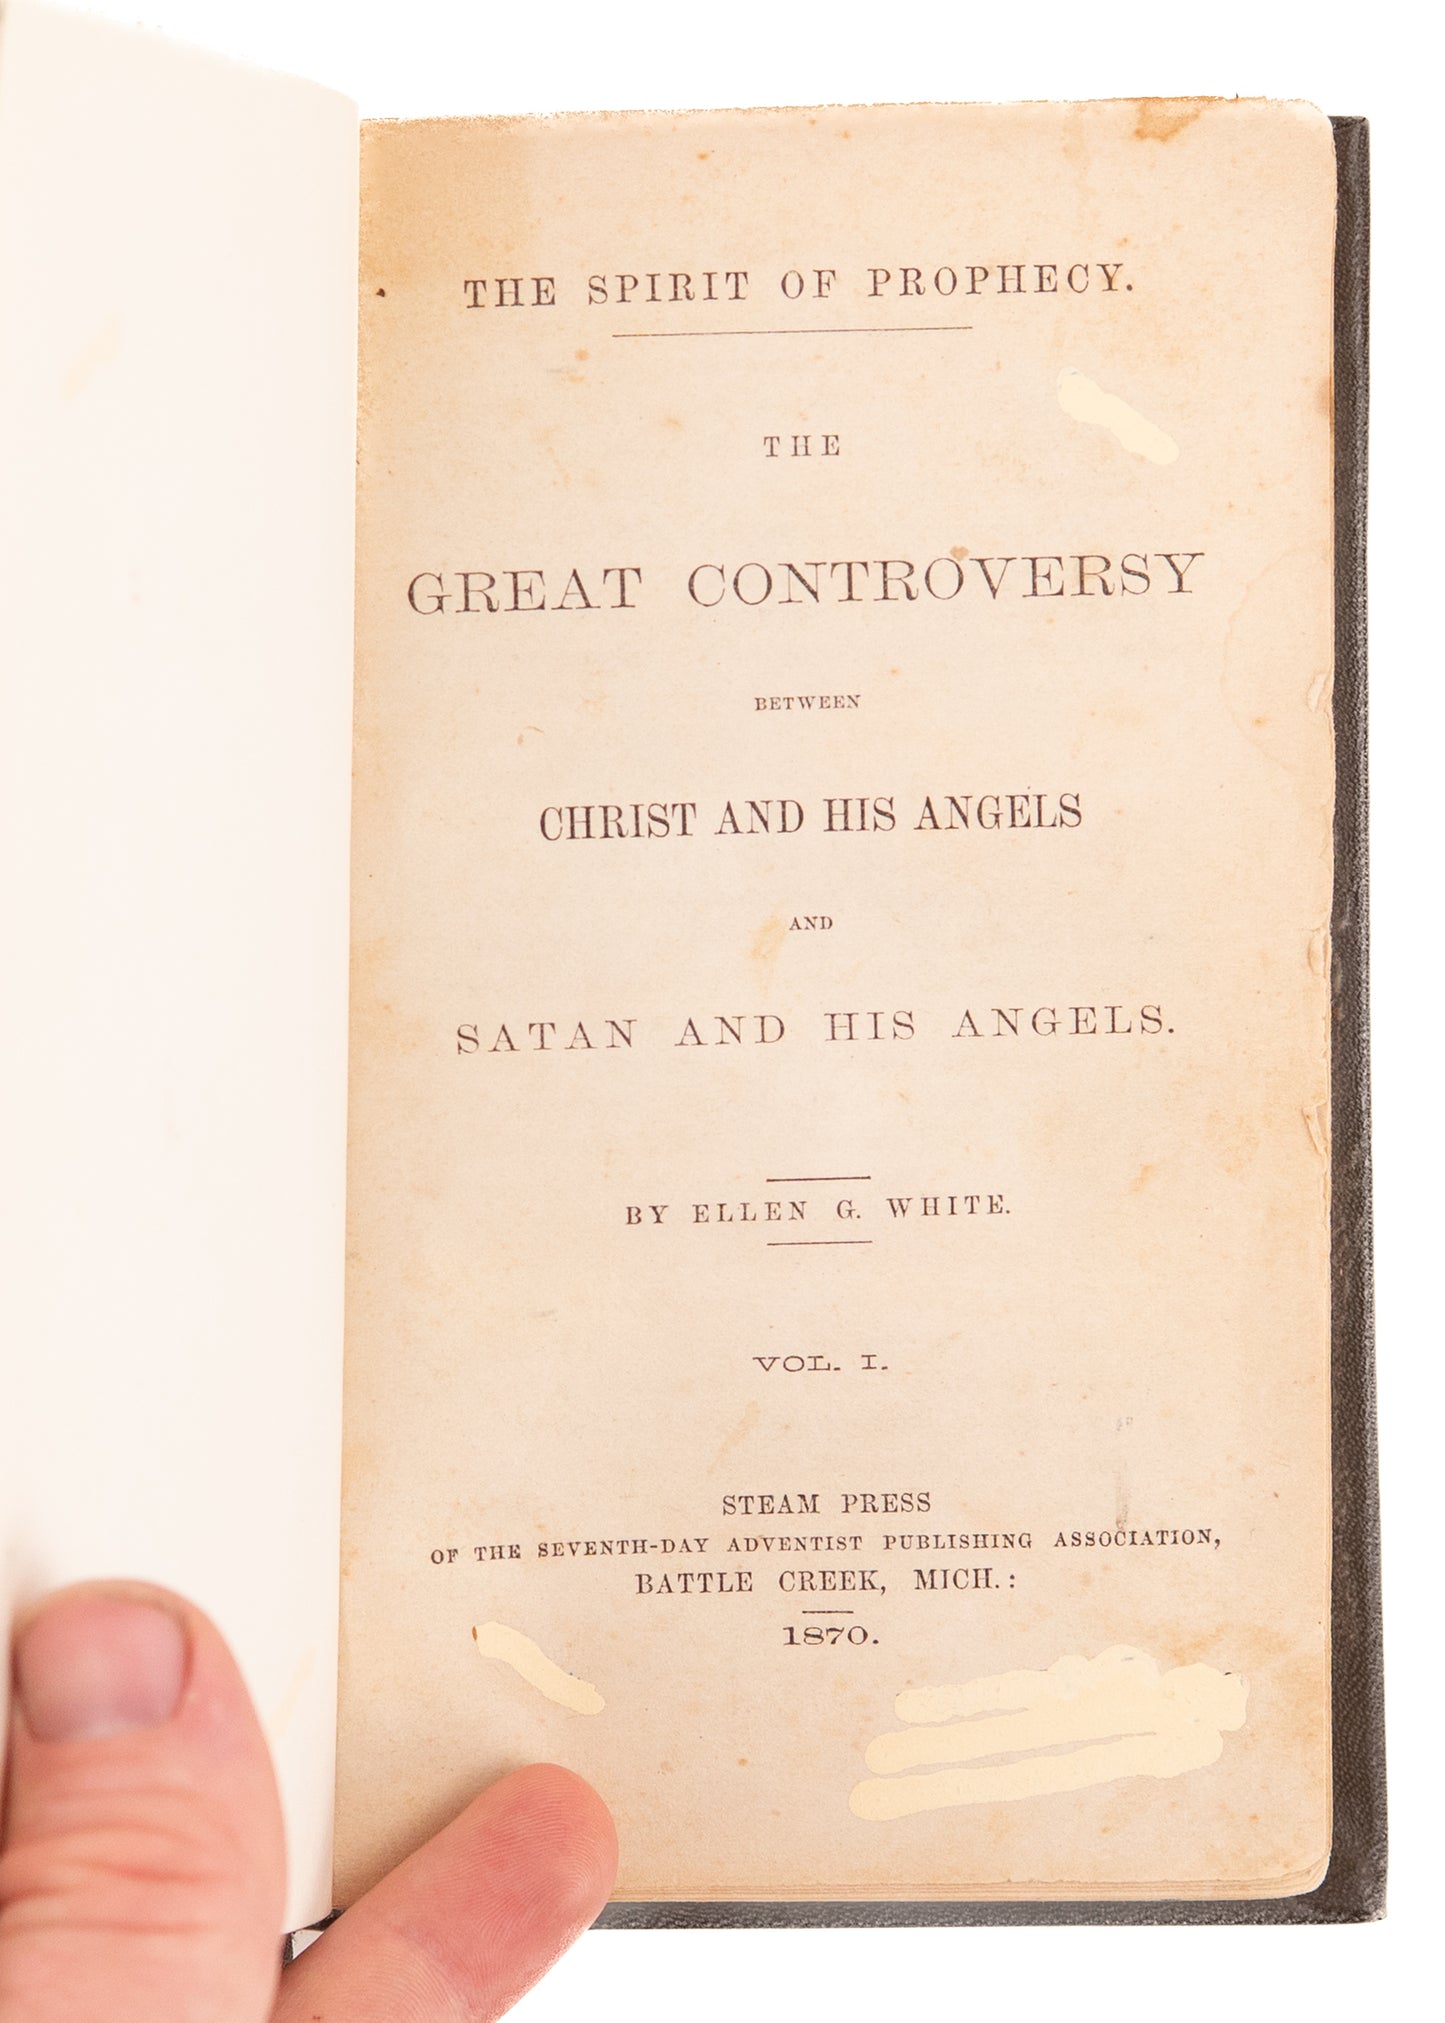 THE SPIRIT OF PROPHECY.
THE
GREAT CONTROVERSY
BETWEEN
CHRIST AND HIS ANGELS
AND
SATAN AND HIS ANGELS.
BY ELLEN G. WHITE.
VOL. I.
STEAM PRESS
OF THE SEVENTH-DAY ADVENTIST PUBLISHING ASSOCIATION,
BATTLE CREEK, MICH.:
1870.